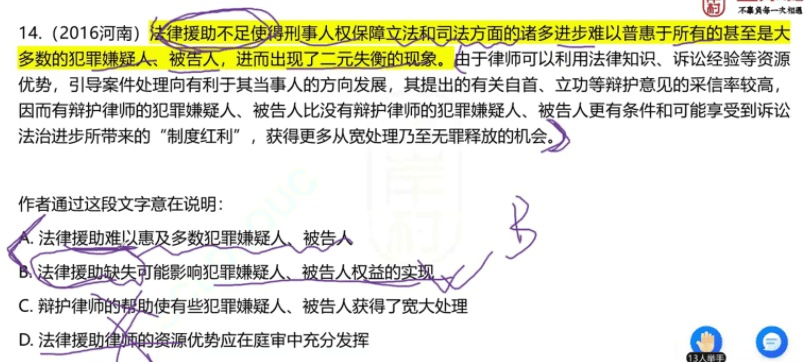 不辜负每一次相遇
14.（2016河南）法律援助不足使得刑事人权保障立法和司法方面的诸多进步难以普惠于所有的甚至是大
多数的犯罪嫌疑人、被告人，进而出现了二元失衡的现象。由于律师可以利用法律知识、诉讼经验等资源
优势，引导案件处理向有利于其当事人的方向发展，其提出的有关自首、立功等辩护意见的采信率较高，
因而有辩护律师的犯罪嫌疑人、被告人比没有辩护律师的犯罪嫌疑人、被告人更有条件和可能享受到诉讼
法治进步所带来的“制度红利”，获得更多从宽处理乃至无罪释放的机会。
作者通过这段文字意在说明：
A. 法律援助难以惠及多数犯罪嫌疑人、被告人
B
B. 法律援助缺失可能影响犯罪嫌疑人、被告人权益的实现
C. 辩护律师的帮助使有些犯罪嫌疑人、被告人获得了宽大处理
D. 法律援助律师的资源优势应在庭审中充分发挥
13人举手